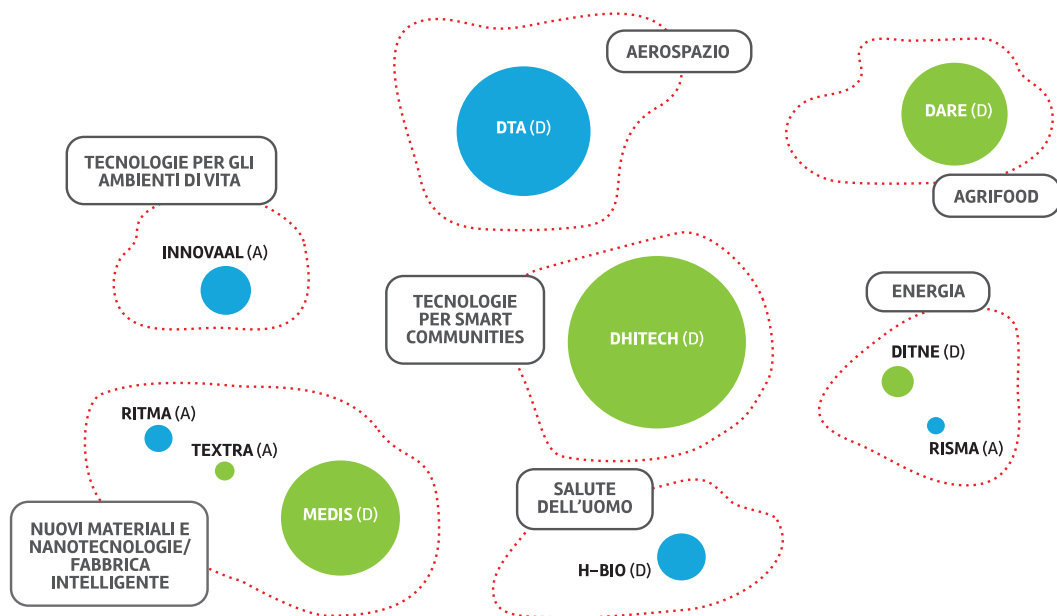 AEROSPAZIO
DTA (D)
DARE (D)
AGRIFOOD
TECNOLOGIE PER GLI
AMBIENTI DI VITA
INNOVAAL (A)
TECNOLOGIE
PER SMART
COMMUNITIES
DHITECH (D)
ENERGIA
DITNE (D)
RISMA (A)
RITMA (A)
TEXTRA (A)
MEDIS (D)
NUOVI MATERIALI E
NANOTECNOLOGIE/
FABBRICA
INTELLIGENTE
SALUTE
DELL'UOMO
H–BIO (D)